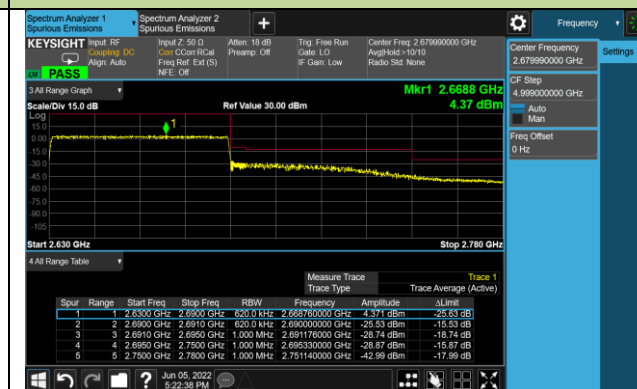 Spectrum Analyzer 1
Spurious Emissions
Spectrum Analyzer 2
Spurious Emissions
+
Frequency
KEYSIGHT
Input: RF
Coupling: DC
Align: Auto
Input Z: 50 Ω
Corr CCorr RCal
Freq Ref: Ext (S)
NFE: Off
Atten: 18 dB
Preamp: Off
Trig: Free Run
Gate: LO
IF Gain: Low
Center Freq: 2.679990000 GHz
Avg|Hold:>10/10
Radio Std: None
PASS
3 All Range Graph
Mkr1 2.6688 GHz
4.37 dBm
Scale/Div 15.0 dB
Ref Value 30.00 dBm
Log
15.0
0.00
-15.0
-30.0
-45.0
-60.0
-75.0
-90.0
-105
1
Start 2.630 GHz
Stop 2.780 GHz
4 All Range Table
Measure Trace Trace 1
Trace Type Trace Average (Active)
Spur Range Start Freq Stop Freq RBW Frequency Amplitude ΔLimit
1 1 2.6300 GHz 2.6900 GHz 620.0 kHz 2.668760000 GHz 4.371 dBm -25.63 dB
2 2 2.6900 GHz 2.6910 GHz 620.0 kHz 2.690000000 GHz -25.53 dBm -15.53 dB
3 3 2.6910 GHz 2.6950 GHz 1.000 MHz 2.691176000 GHz -28.74 dBm -18.74 dB
4 4 2.6950 GHz 2.7500 GHz 1.000 MHz 2.695330000 GHz -28.87 dBm -15.87 dB
5 5 2.7500 GHz 2.7800 GHz 1.000 MHz 2.751140000 GHz -42.99 dBm -17.99 dB
Center Frequency
2.679990000 GHz
Settings
CF Step
4.999000000 GHz
Auto
Man
Freq Offset
0 Hz
?
Jun 05, 2022
5:22:38 PM